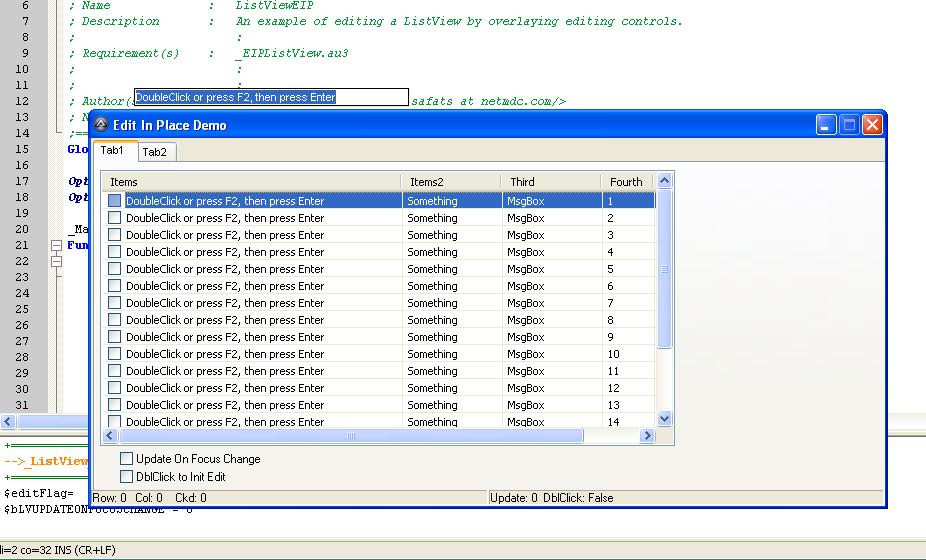 6 ; Name : ListViewEIP
7 ; Description : An example of editing a ListView by overlaying editing controls.
8 ; :
9 ; Requirement(s) : _EIPListView.au3
10 ; :
11 ; :
DoubleClick or press F2, then press Enter
12 ; Author( safats at netmdc.com/>
13 ; N
14 ;==
15 Glo
16
17 Opt
18 Opt
19
20 _Ma
21 Fun
22
23
24
25
26
27
28
29
30
31
Edit In Place Demo
Tab1 Tab2
Items Items2 Third Fourth
DoubleClick or press F2, then press Enter Something MsgBox 1
DoubleClick or press F2, then press Enter Something MsgBox 2
DoubleClick or press F2, then press Enter Something MsgBox 3
DoubleClick or press F2, then press Enter Something MsgBox 4
DoubleClick or press F2, then press Enter Something MsgBox 5
DoubleClick or press F2, then press Enter Something MsgBox 6
DoubleClick or press F2, then press Enter Something MsgBox 7
DoubleClick or press F2, then press Enter Something MsgBox 8
DoubleClick or press F2, then press Enter Something MsgBox 9
DoubleClick or press F2, then press Enter Something MsgBox 10
DoubleClick or press F2, then press Enter Something MsgBox 11
DoubleClick or press F2, then press Enter Something MsgBox 12
DoubleClick or press F2, then press Enter Something MsgBox 13
DoubleClick or press F2, then press Enter Something MsgBox 14
Update On Focus Change
DblClick to Init Edit
Row: 0 Col: 0 Ckd: 0 Update: 0 DblClick: False
+==========
-->_ListView
+==========
$editFlag=
$bLVUPDATEONFOCUSCHANGE = 0
li=2 co=32 INS (CR+LF)